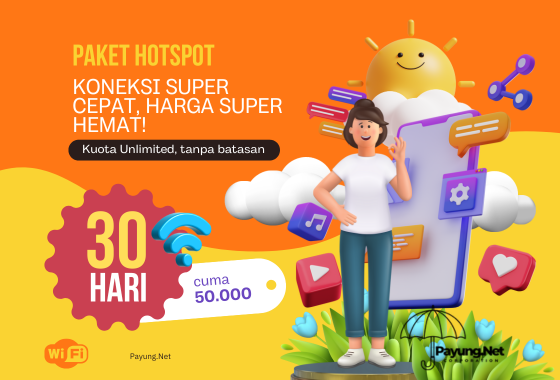 PAKET HOTSPOT
KONEKSI SUPER
CEPAT, HARGA SUPER
HEMAT!
Kuota Unlimited, tanpa batasan
30
HARI
cuma
50.000
WiFi
Payung.Net
Payung.Net
CORPORATION